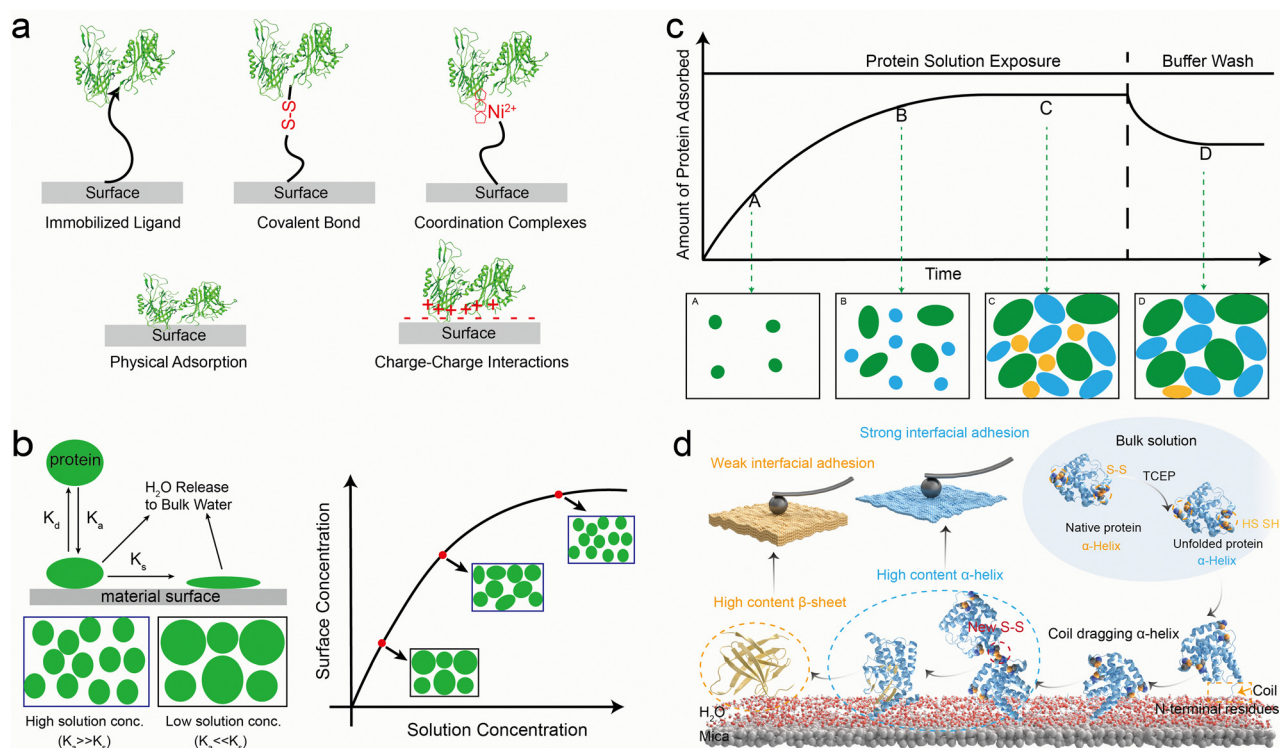 a
S-S
Ni2+
Surface
Surface
Surface
Immobilized Ligand
Covalent Bond
Coordination Complexes
+ + + + + +
- - - - - - -
Surface
Surface
Physical Adsorption
Charge-Charge Interactions
b
protein
H2O Release
to Bulk Water
Kd
Ka
Ks
material surface
High solution conc.
Low solution conc.
Surface Concentration
Solution Concentration
c
Protein Solution Exposure
Buffer Wash
Amount of Protein Adsorbed
A
B
C
D
Time
A
B
C
D
d
Weak interfacial adhesion
Strong interfacial adhesion
Bulk solution
S-S
TCEP
HS SH
Native protein
α-Helix
Unfolded protein
α-Helix
High content β-sheet
High content α-helix
New S-S
Coil dragging α-helix
Coil
N-terminal residues
H2O
Mica